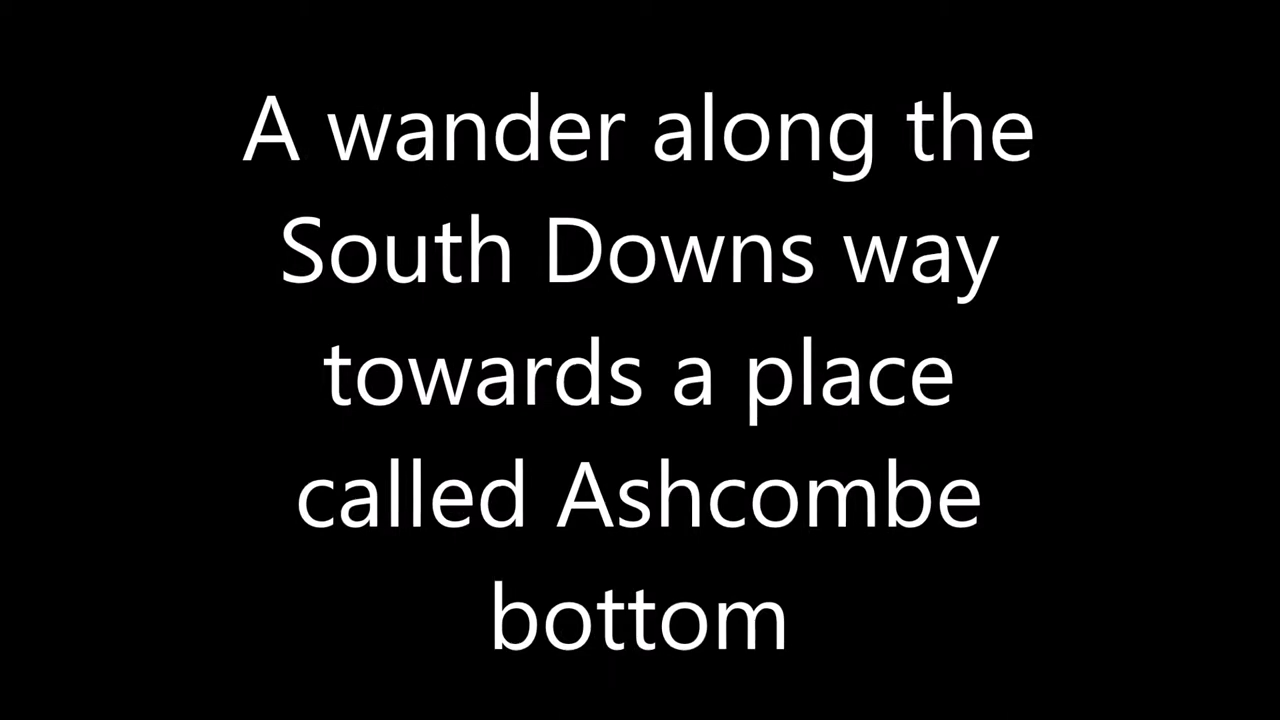 A wander along the
South Downs way
towards a place
called Ashcombe
bottom